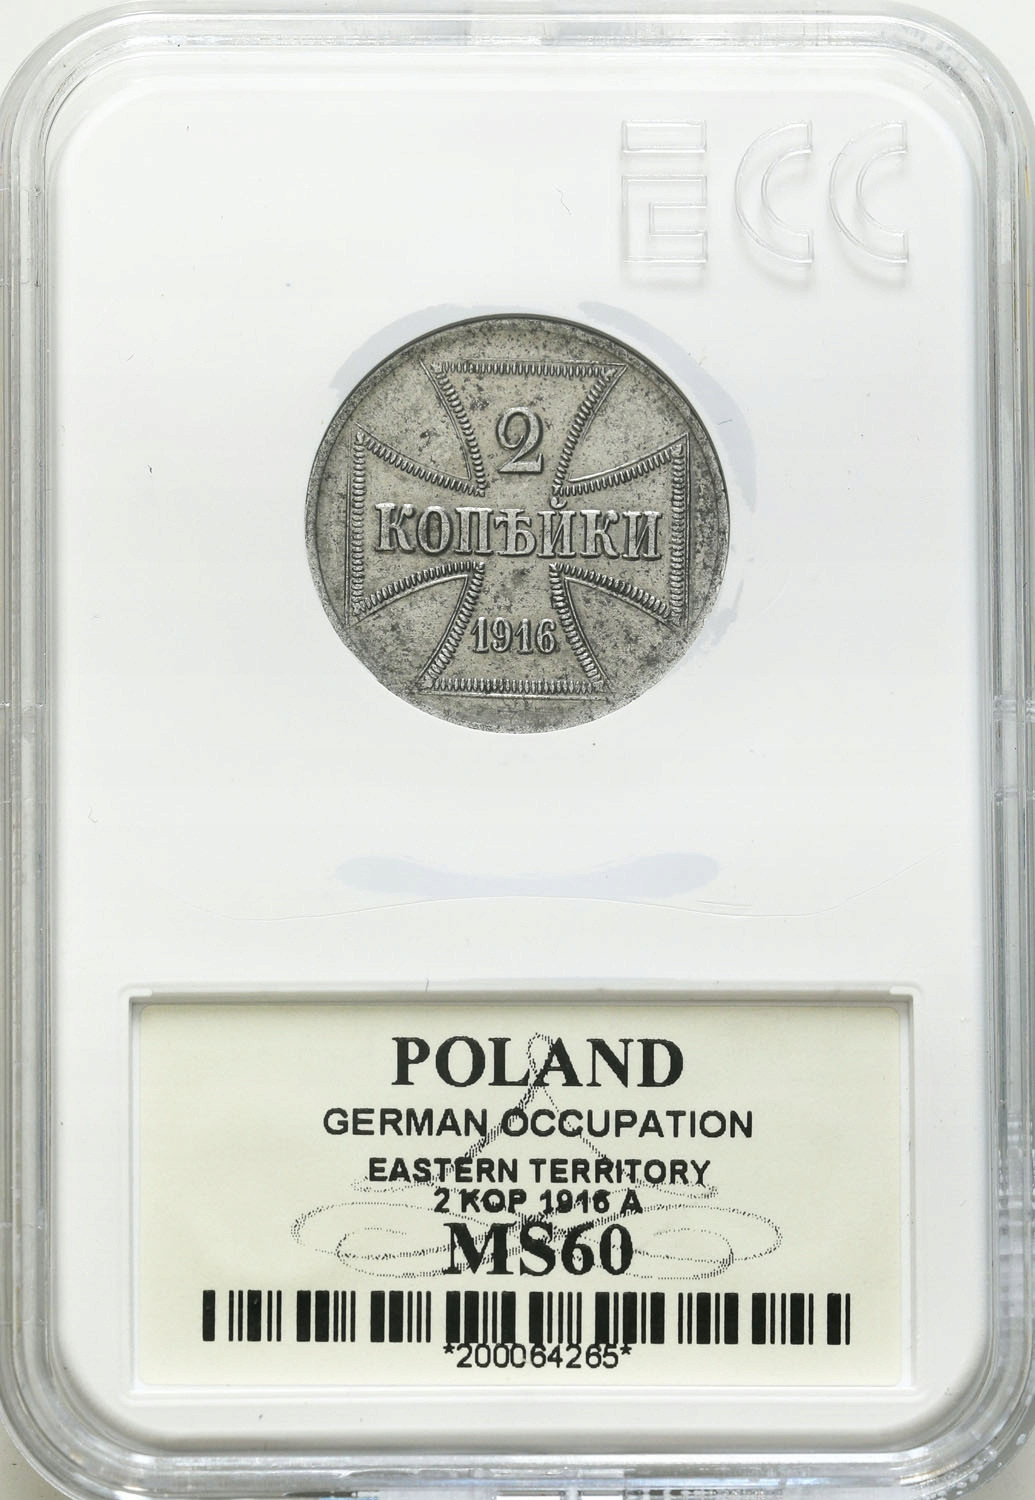 ECC
2
КОПѢЙКИ
1916
POLAND
GERMAN OCCUPATION
EASTERN TERRITORY
2 KOP 1916 A
MS60
*200064265*